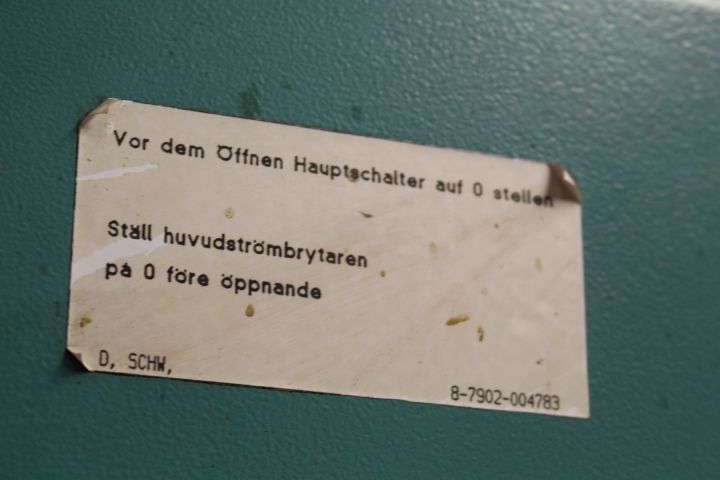 Vor dem Öffnen Hauptschalter auf 0 stellen
Ställ huvudströmbrytaren
på 0 före öppnande
D, SCHW,
8-7902-004783